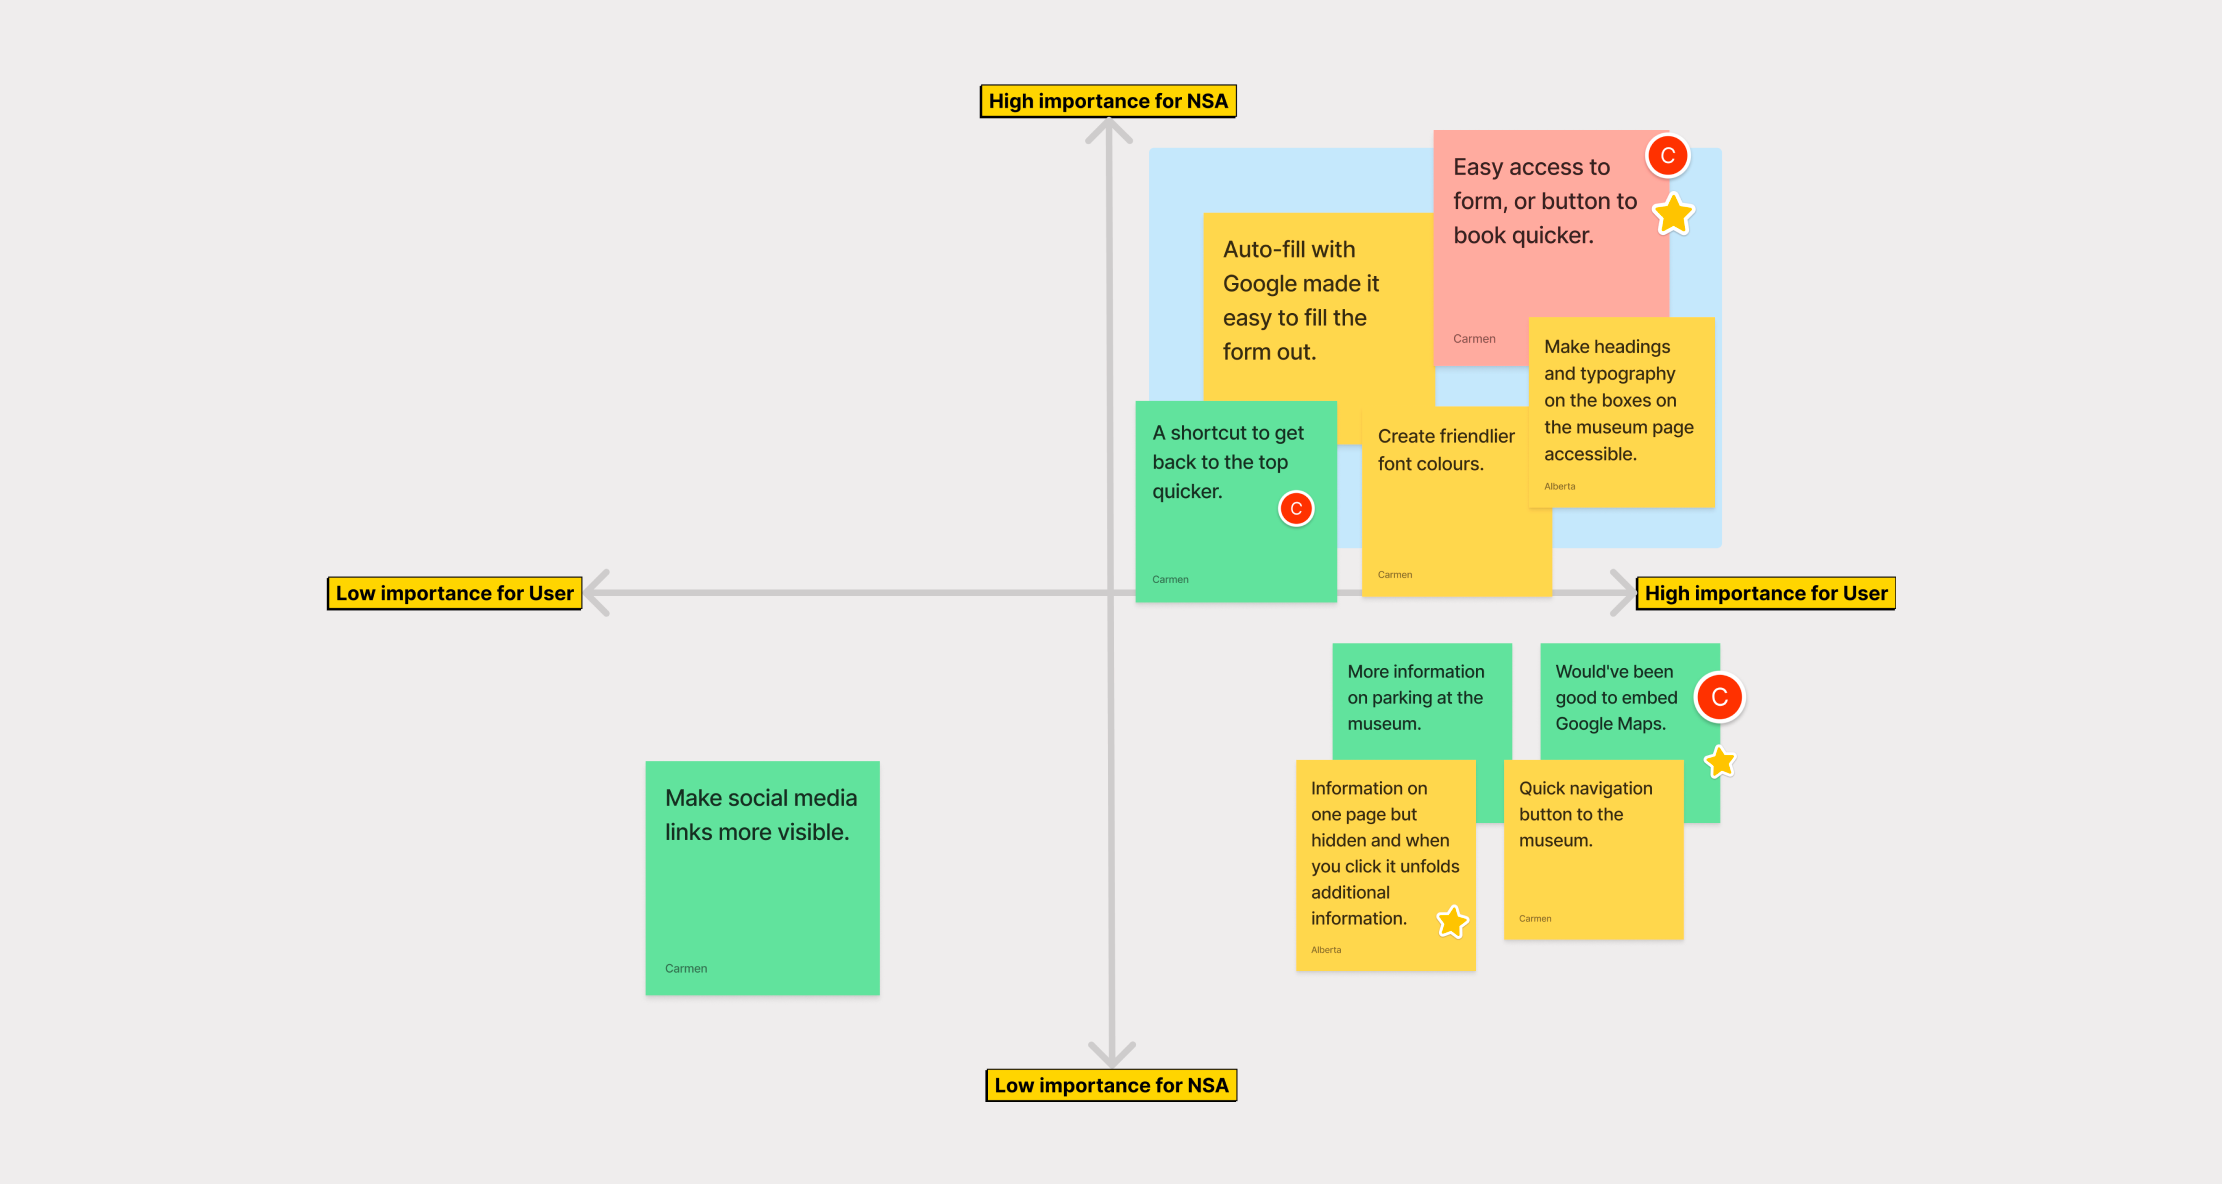 High importance for NSA
Easy access to
form, or button to
book quicker.
Carmen
C
Auto-fill with
Google made it
easy to fill the
form out.
Make headings
and typography
on the boxes on
the museum page
accessible.
Alberta
A shortcut to get
back to the top
quicker.
C
Carmen
Create friendlier
font colours.
Carmen
Low importance for User
High importance for User
More information
on parking at the
museum.
Would've been
good to embed
Google Maps.
C
Information on
one page but
hidden and when
you click it unfolds
additional
information.
Alberta
Quick navigation
button to the
museum.
Carmen
Make social media
links more visible.
Carmen
Low importance for NSA